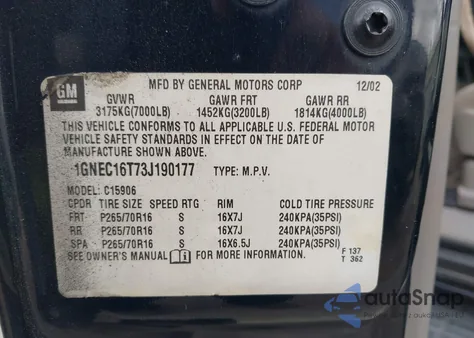 GM
MFD BY GENERAL MOTORS CORP 12/02
GVWR GAWR FRT GAWR RR
3175KG(7000LB) 1452KG(3200LB) 1814KG(4000LB)
THIS VEHICLE CONFORMS TO ALL APPLICABLE U.S. FEDERAL MOTOR
VEHICLE SAFETY STANDARDS IN EFFECT ON THE DATE OF
MANUFACTURE SHOWN ABOVE.
1GNEC16T73J190177 TYPE: M.P.V.
MODEL: C15906
CPDR TIRE SIZE SPEED RTG RIM COLD TIRE PRESSURE
FRT P265/70R16 S 16X7J 240KPA(35PSI)
RR P265/70R16 S 16X7J 240KPA(35PSI)
SPA P265/70R16 S 16X6.5J 240KPA(35PSI)
SEE OWNER'S MANUAL FOR MORE INFORMATION.
F 137
T 362
autoSnap